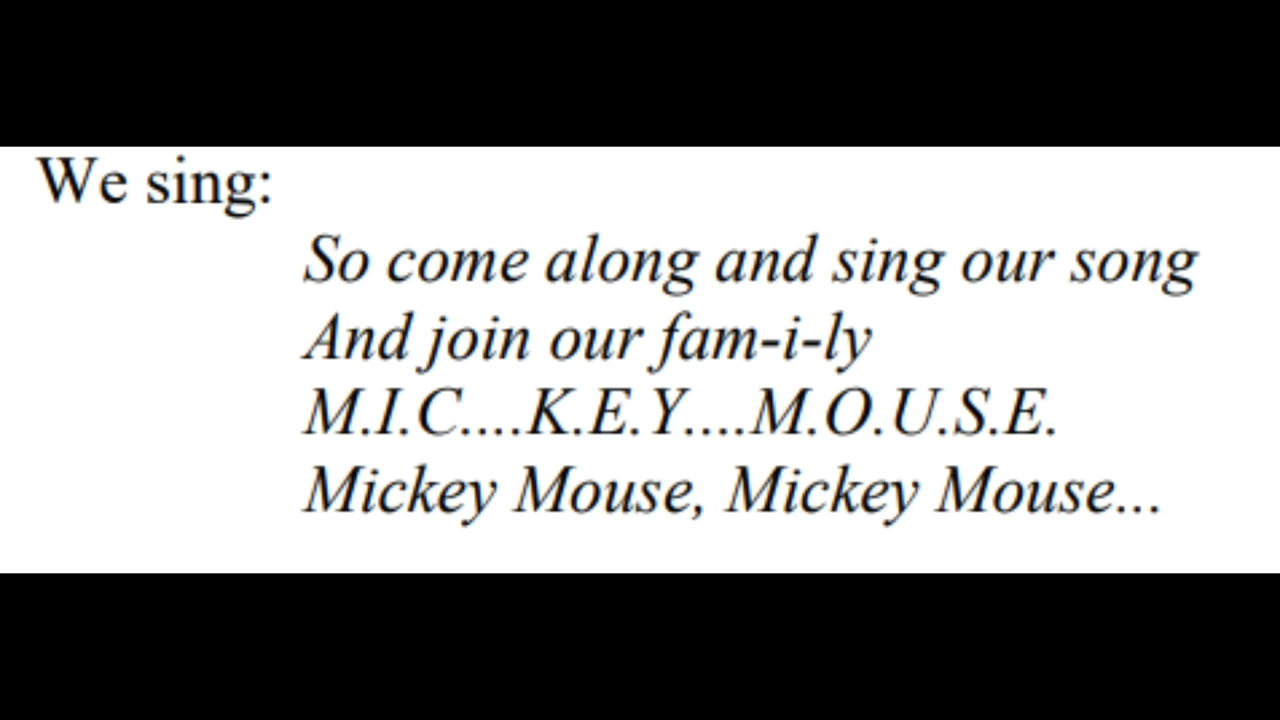 We sing:
So come along and sing our song
And join our fam-i-ly
M.I.C....K.E.Y....M.O.U.S.E.
Mickey Mouse, Mickey Mouse...